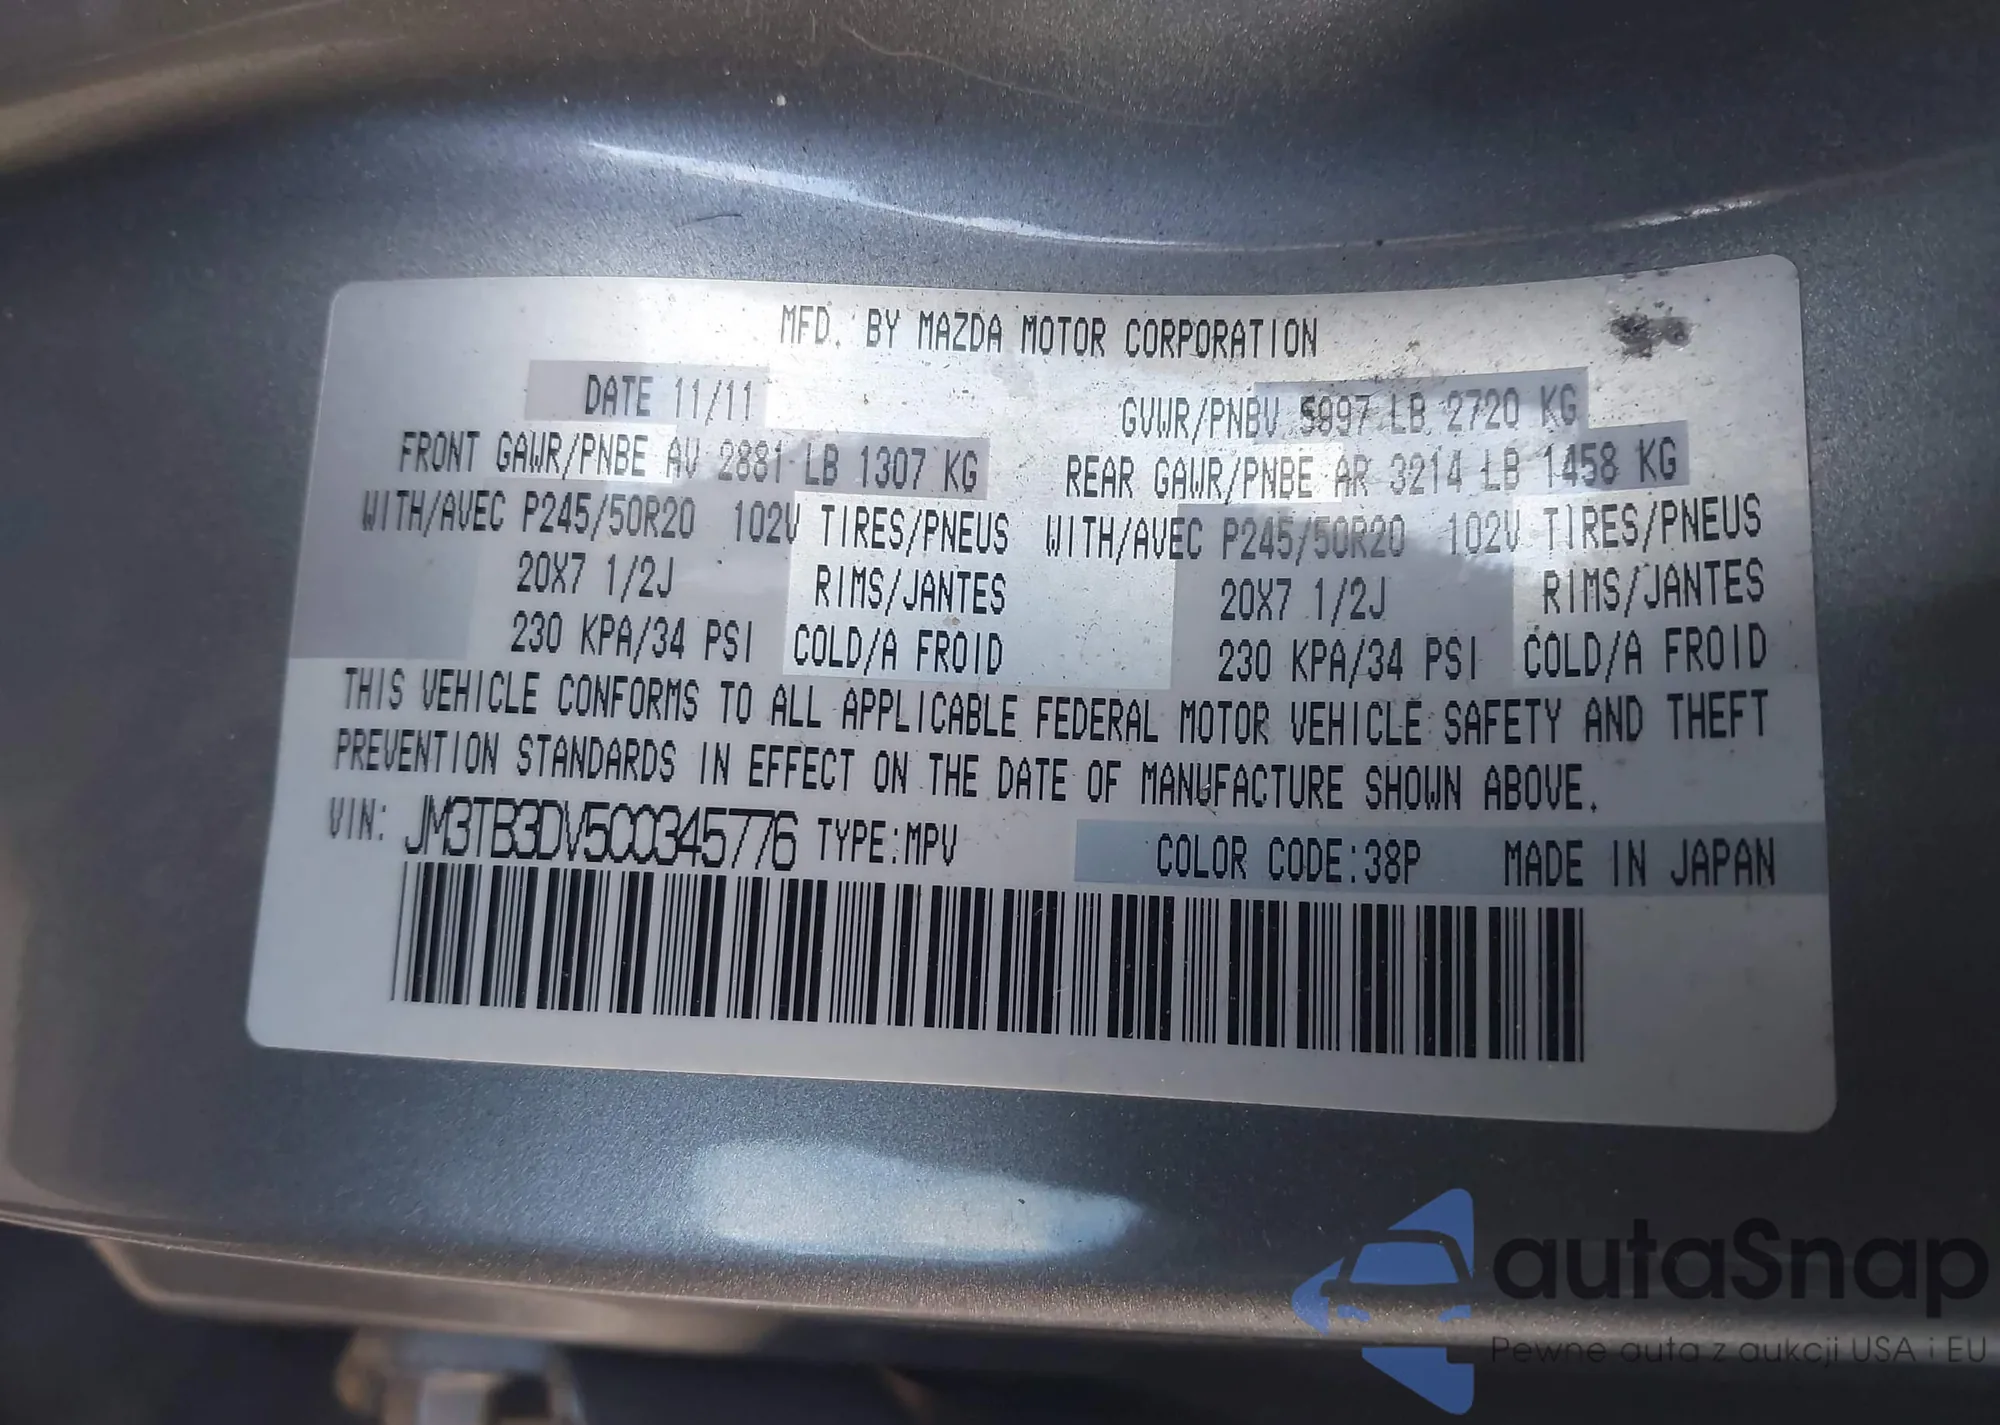 MFD. BY MAZDA MOTOR CORPORATION
DATE 11/11 GVWR/PNBV 5997 LB 2720 KG
FRONT GAWR/PNBE AV 2881 LB 1307 KG REAR GAWR/PNBE AR 3214 LB 1458 KG
WITH/AVEC P245/50R20 102V TIRES/PNEUS WITH/AVEC P245/50R20 102V TIRES/PNEUS
20X7 1/2J RIMS/JANTES 20X7 1/2J RIMS/JANTES
230 KPA/34 PSI COLD/A FROID 230 KPA/34 PSI COLD/A FROID
THIS VEHICLE CONFORMS TO ALL APPLICABLE FEDERAL MOTOR VEHICLE SAFETY AND THEFT
PREVENTION STANDARDS IN EFFECT ON THE DATE OF MANUFACTURE SHOWN ABOVE.
VIN: JM3TB3DV5C0345776 TYPE:MPV COLOR CODE:38P MADE IN JAPAN
autaSnap
Pewne auta z aukcji USA i EU